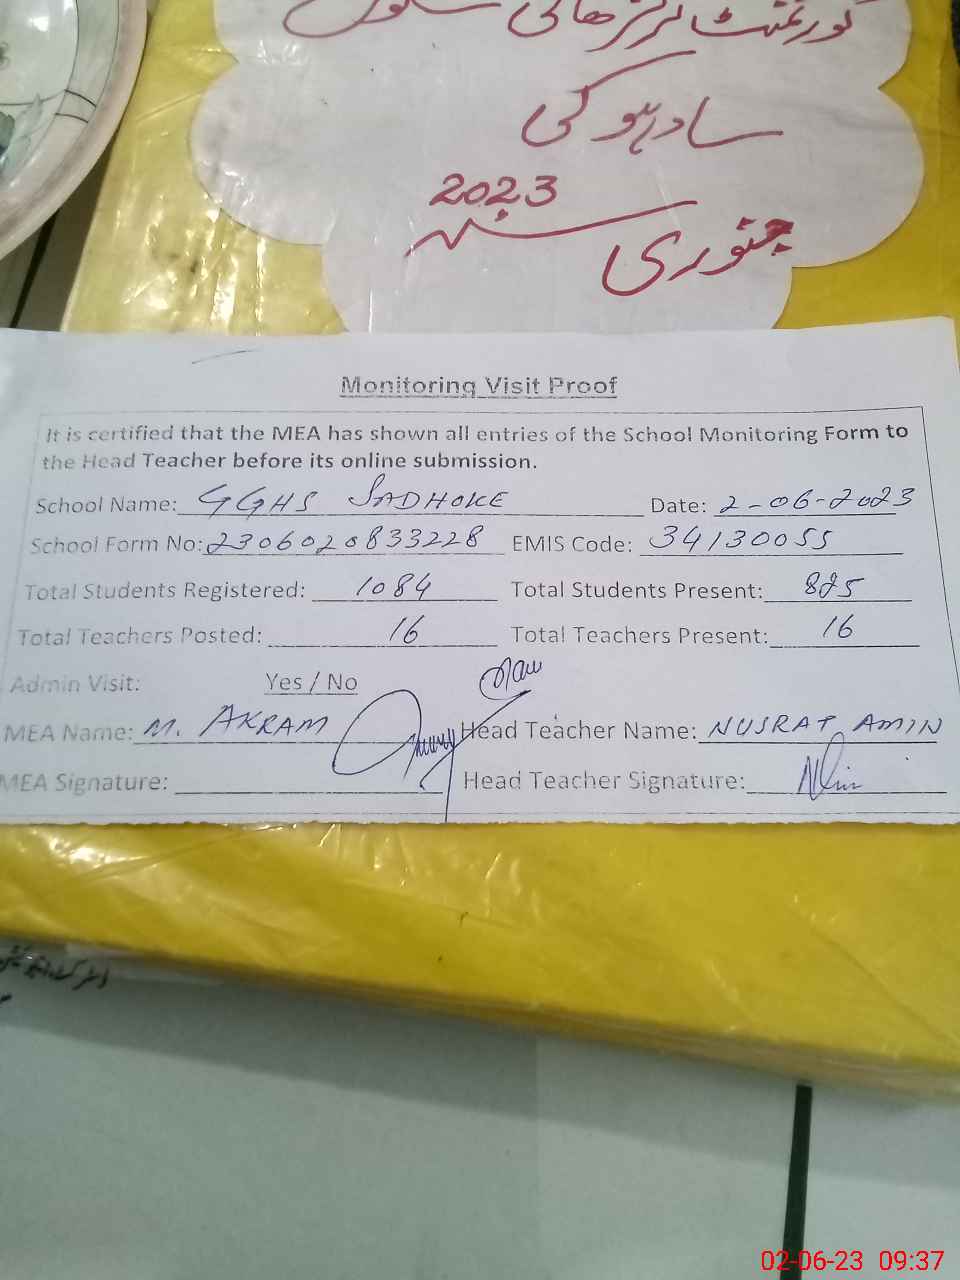 گورنمنٹ گرلز ہائی سکول
سادہوکی
2023
جنوری
Monitoring Visit Proof
It is certified that the MEA has shown all entries of the School Monitoring Form to
the Head Teacher before its online submission.
School Name: GGHS SADHOKE Date: 2-06-2023
School Form No: 2306020833228 EMIS Code: 34130055
Total Students Registered: 1084 Total Students Present: 825
Total Teachers Posted: 16 Total Teachers Present: 16
Admin Visit: Yes / No
MEA Name: M. AKRAM Head Teacher Name: NUSRAT AMIN
MEA Signature: Head Teacher Signature:
02-06-23 09:37